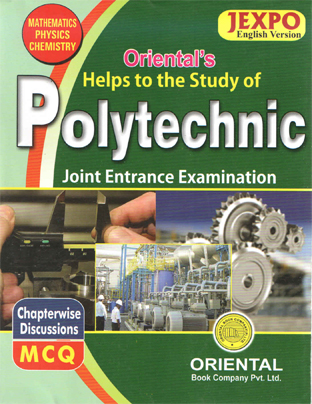 MATHEMATICS
PHYSICS
CHEMISTRY
JEXPO
English Version
Oriental's
Helps to the Study of
Polytechnic
Joint Entrance Examination
Chapterwise
Discussions
MCQ
ORIENTAL
Book Company Pvt. Ltd.